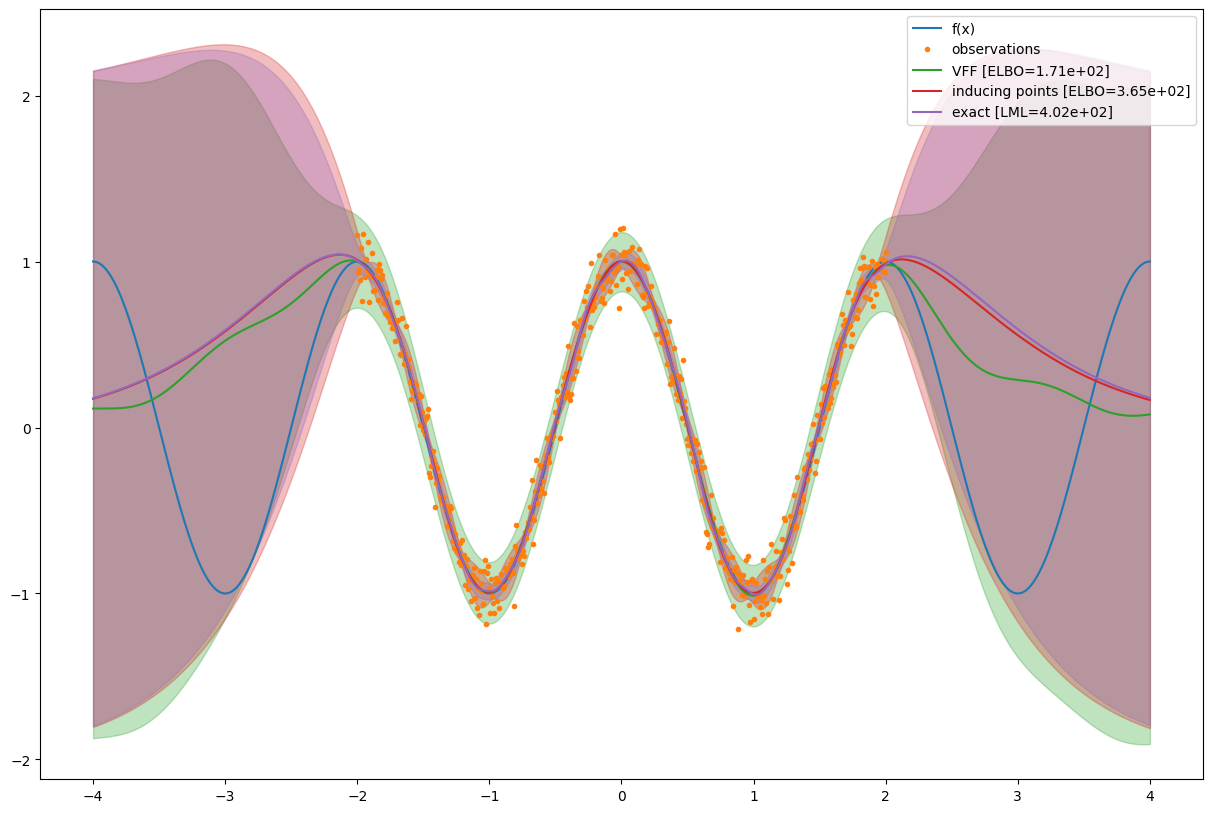 f(x)
observations
VFF [ELBO=1.71e+02]
inducing points [ELBO=3.65e+02]
exact [LML=4.02e+02]
2
1
0
−1
−2
−4 −3 −2 −1 0 1 2 3 4